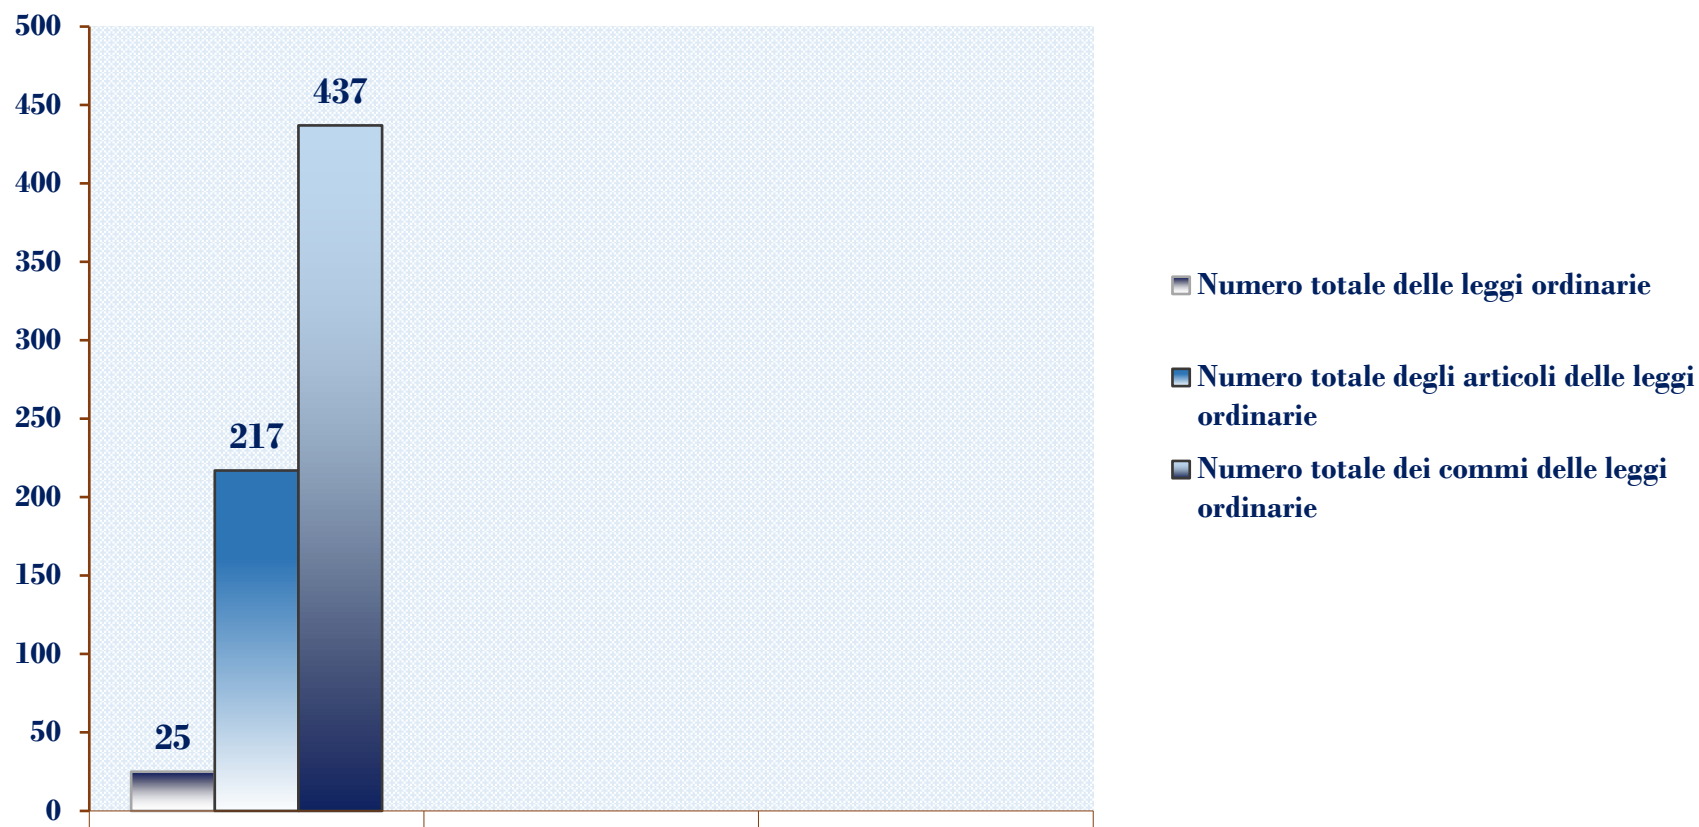 500
450
400
350
300
250
200
150
100
50
0
25
217
437
Numero totale delle leggi ordinarie
Numero totale degli articoli delle leggi
ordinarie
Numero totale dei commi delle leggi
ordinarie